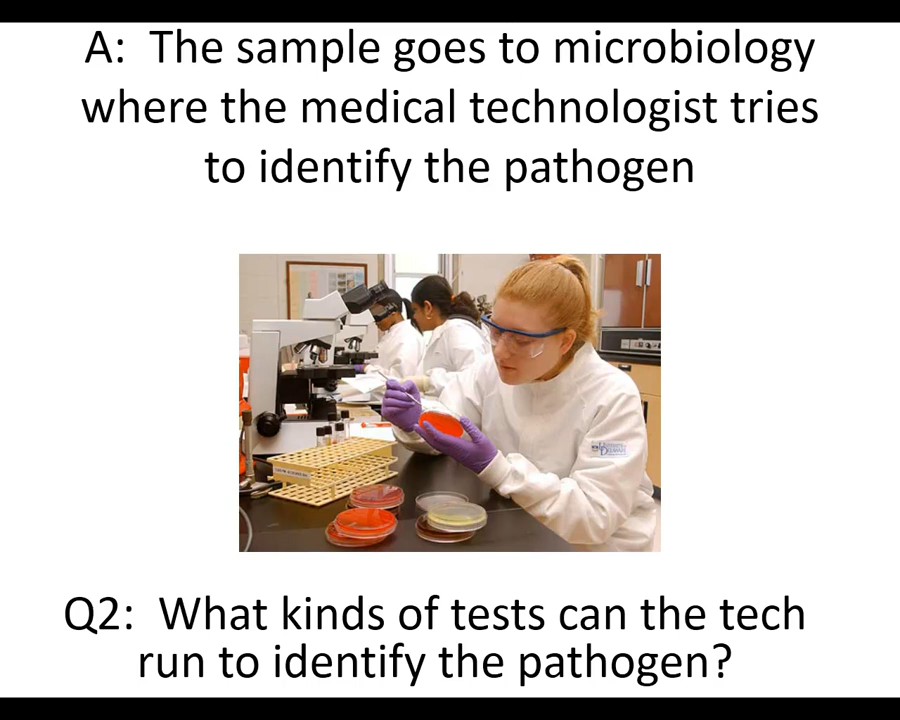 A: The sample goes to microbiology
where the medical technologist tries
to identify the pathogen
Q2: What kinds of tests can the tech
run to identify the pathogen?